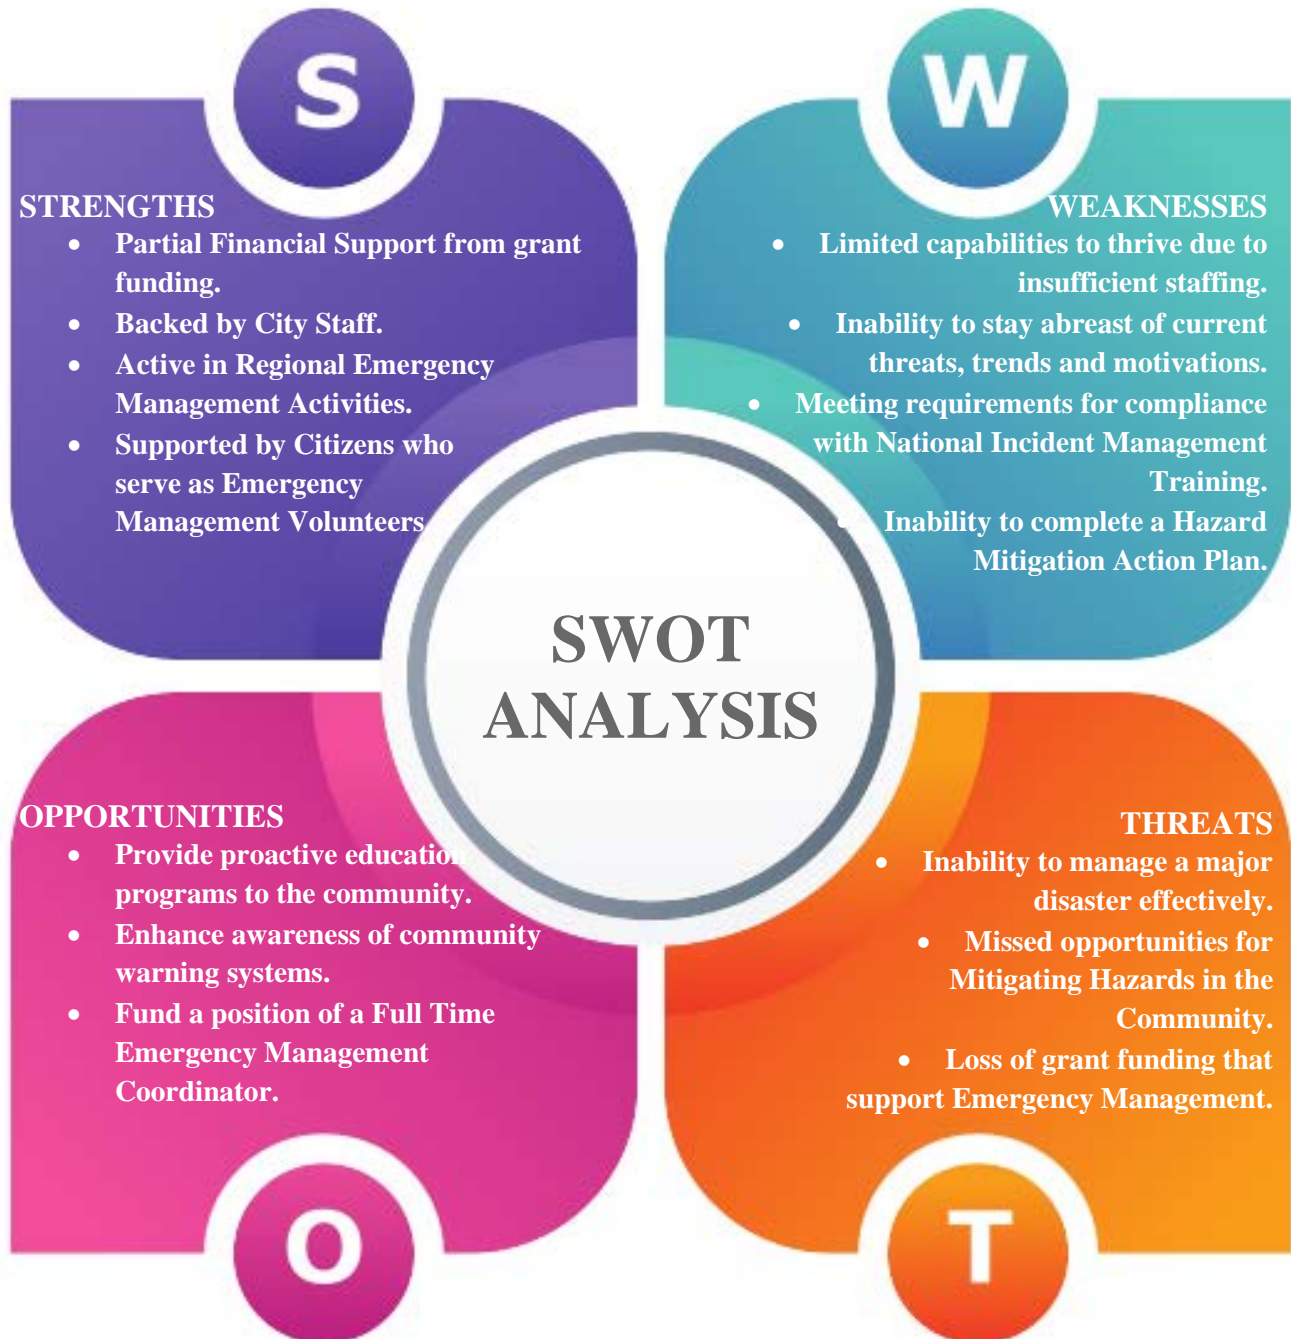 S
STRENGTHS
• Partial Financial Support from grant
funding.
• Backed by City Staff.
• Active in Regional Emergency
Management Activities.
• Supported by Citizens who
serve as Emergency
Management Volunteers
W
WEAKNESSES
• Limited capabilities to thrive due to
insufficient staffing.
• Inability to stay abreast of current
threats, trends and motivations.
• Meeting requirements for compliance
with National Incident Management
Training.
• Inability to complete a Hazard
Mitigation Action Plan.
SWOT
ANALYSIS
OPPORTUNITIES
• Provide proactive education
programs to the community.
• Enhance awareness of community
warning systems.
• Fund a position of a Full Time
Emergency Management
Coordinator.
O
THREATS
• Inability to manage a major
disaster effectively.
• Missed opportunities for
Mitigating Hazards in the
Community.
• Loss of grant funding that
support Emergency Management.
T